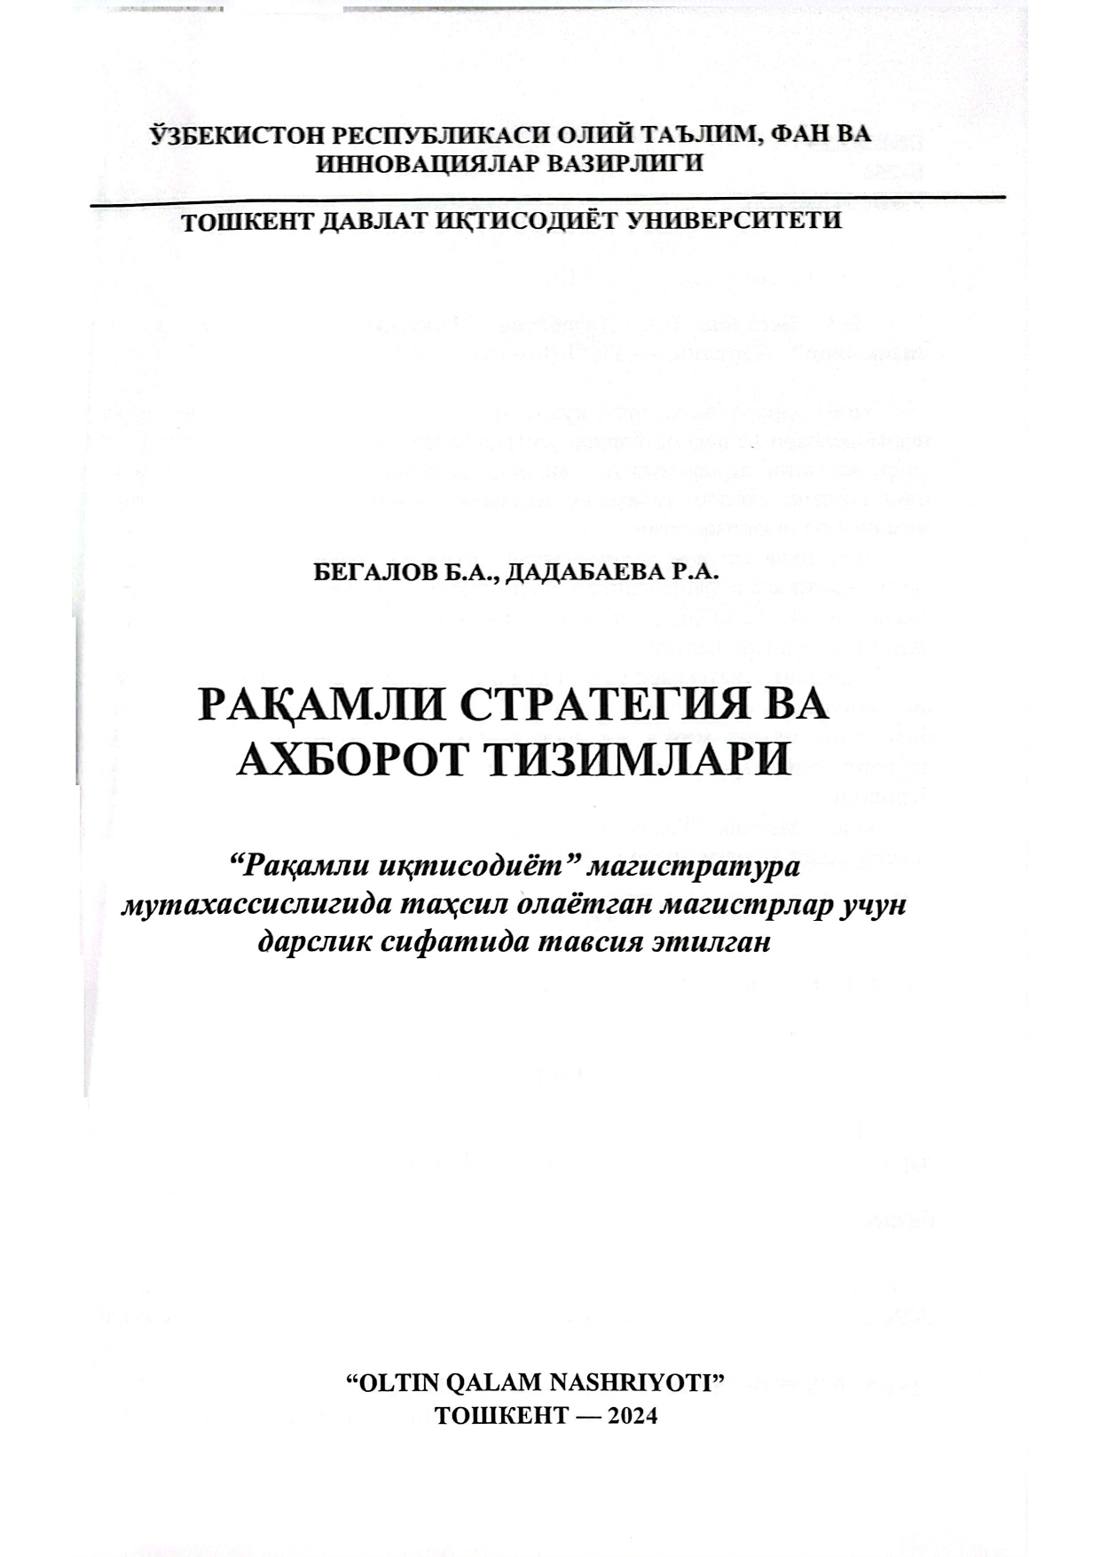 ЎЗБЕКИСТОН РЕСПУБЛИКАСИ ОЛИЙ ТАЪЛИМ, ФАН ВА
ИННОВАЦИЯЛАР ВАЗИРЛИГИ
ТОШКЕНТ ДАВЛАТ ИҚТИСОДИЁТ УНИВЕРСИТЕТИ
БЕГАЛОВ Б.А., ДАДАБАЕВА Р.А.
РАҚАМЛИ СТРАТЕГИЯ ВА
АХБОРОТ ТИЗИМЛАРИ
“Рақамли иқтисодиёт” магистратура
мутахассислигида таҳсил олаётган магистрлар учун
дарслик сифатида тавсия этилган
“OLTIN QALAM NASHRIYOTI”
ТОШКЕНТ — 2024